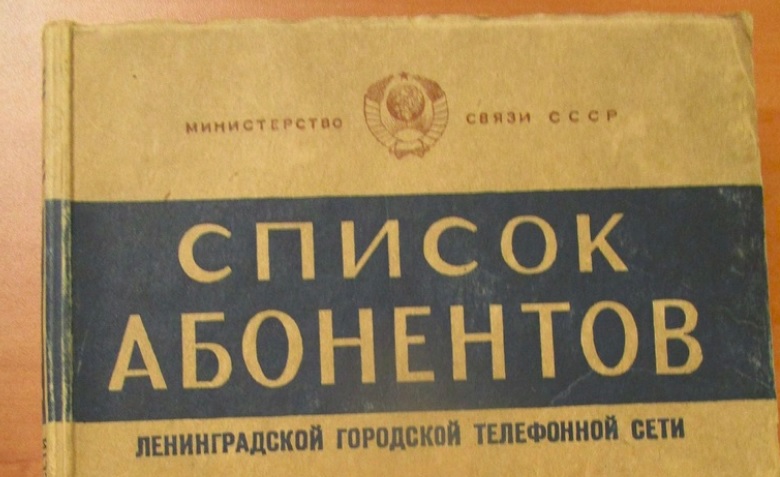 МИНИСТЕРСТВО СВЯЗИ СССР
СПИСОК
АБОНЕНТОВ
ЛЕНИНГРАДСКОЙ ГОРОДСКОЙ ТЕЛЕФОННОЙ СЕТИ